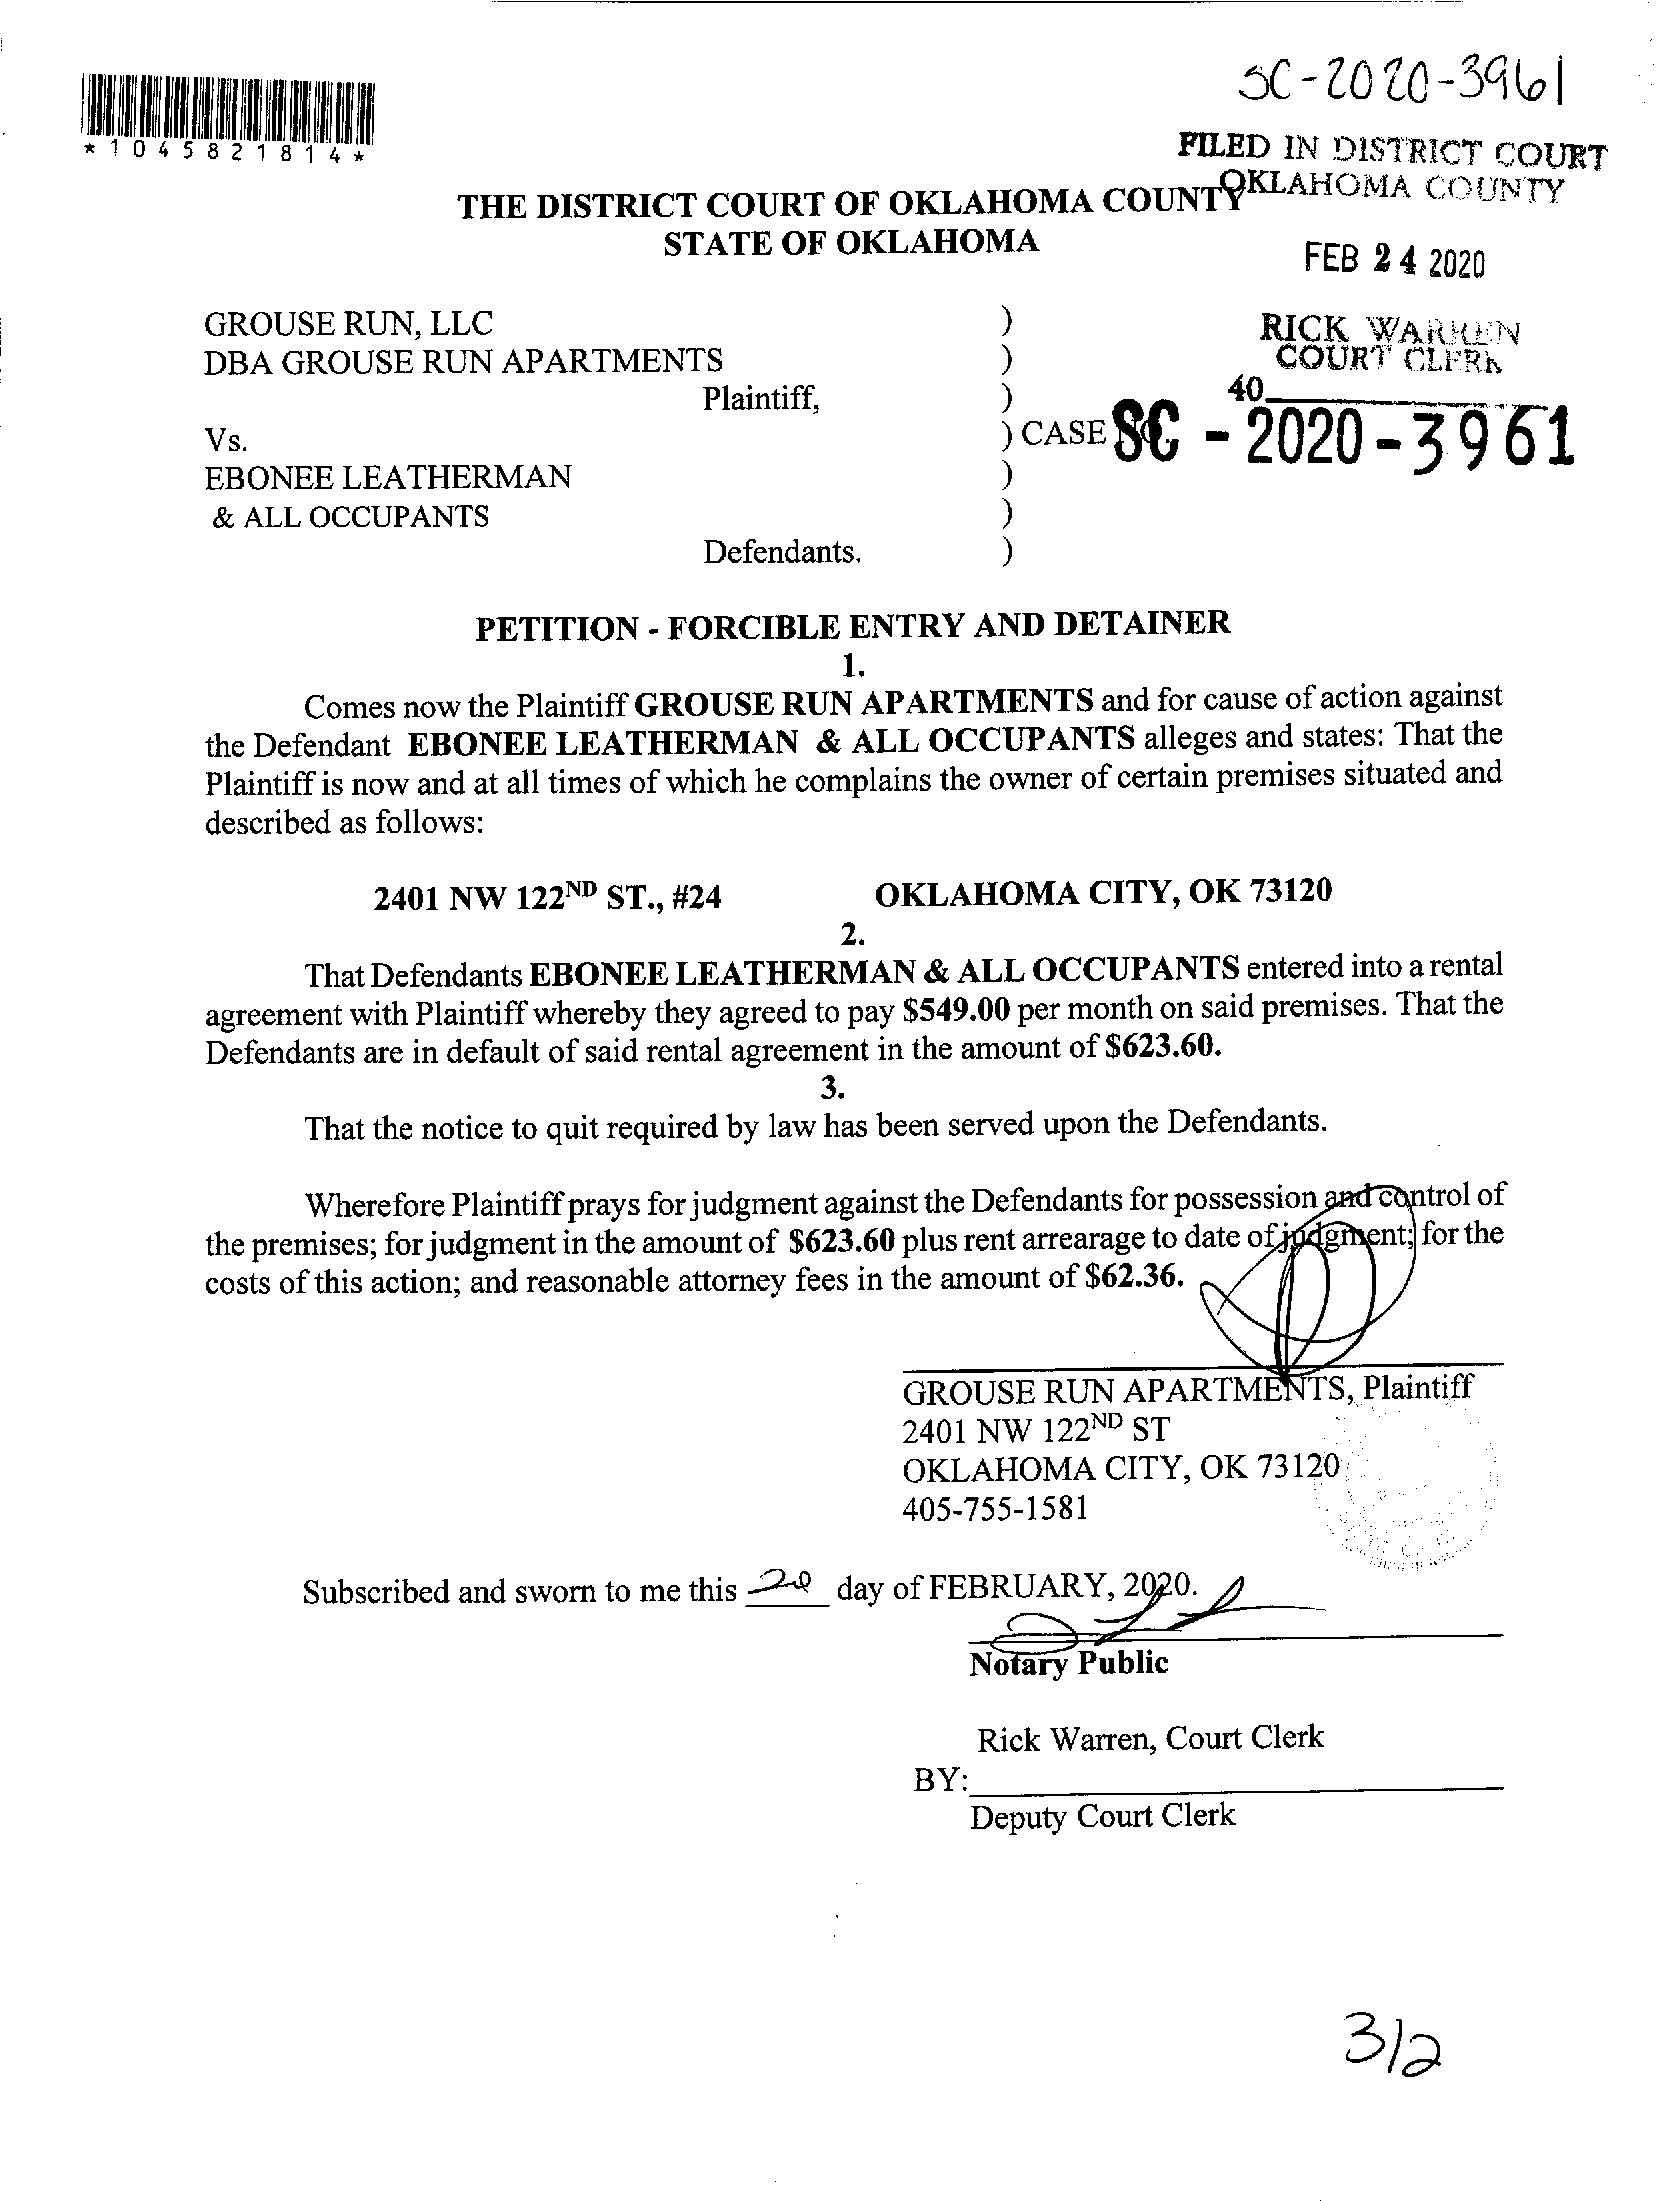 SC-2020-3961
*1045821814*
FILED IN DISTRICT COURT
OKLAHOMA COUNTY
THE DISTRICT COURT OF OKLAHOMA COUNTY
STATE OF OKLAHOMA
FEB 24 2020
GROUSE RUN, LLC )
RICK WARREN
COURT CLERK
DBA GROUSE RUN APARTMENTS )
40
Plaintiff, )
Vs. ) CASE NO. SC - 2020 - 3961
EBONEE LEATHERMAN )
& ALL OCCUPANTS )
Defendants. )
PETITION - FORCIBLE ENTRY AND DETAINER
1.
Comes now the Plaintiff GROUSE RUN APARTMENTS and for cause of action against
the Defendant EBONEE LEATHERMAN & ALL OCCUPANTS alleges and states: That the
Plaintiff is now and at all times of which he complains the owner of certain premises situated and
described as follows:
2401 NW 122ND ST., #24 OKLAHOMA CITY, OK 73120
2.
That Defendants EBONEE LEATHERMAN & ALL OCCUPANTS entered into a rental
agreement with Plaintiff whereby they agreed to pay $549.00 per month on said premises. That the
Defendants are in default of said rental agreement in the amount of $623.60.
3.
That the notice to quit required by law has been served upon the Defendants.
Wherefore Plaintiff prays for judgment against the Defendants for possession and control of
the premises; for judgment in the amount of $623.60 plus rent arrearage to date of judgment; for the
costs of this action; and reasonable attorney fees in the amount of $62.36.
GROUSE RUN APARTMENTS, Plaintiff
2401 NW 122ND ST
OKLAHOMA CITY, OK 73120
405-755-1581
Subscribed and sworn to me this 20 day of FEBRUARY, 2020.
Notary Public
Rick Warren, Court Clerk
BY:
Deputy Court Clerk
3/2